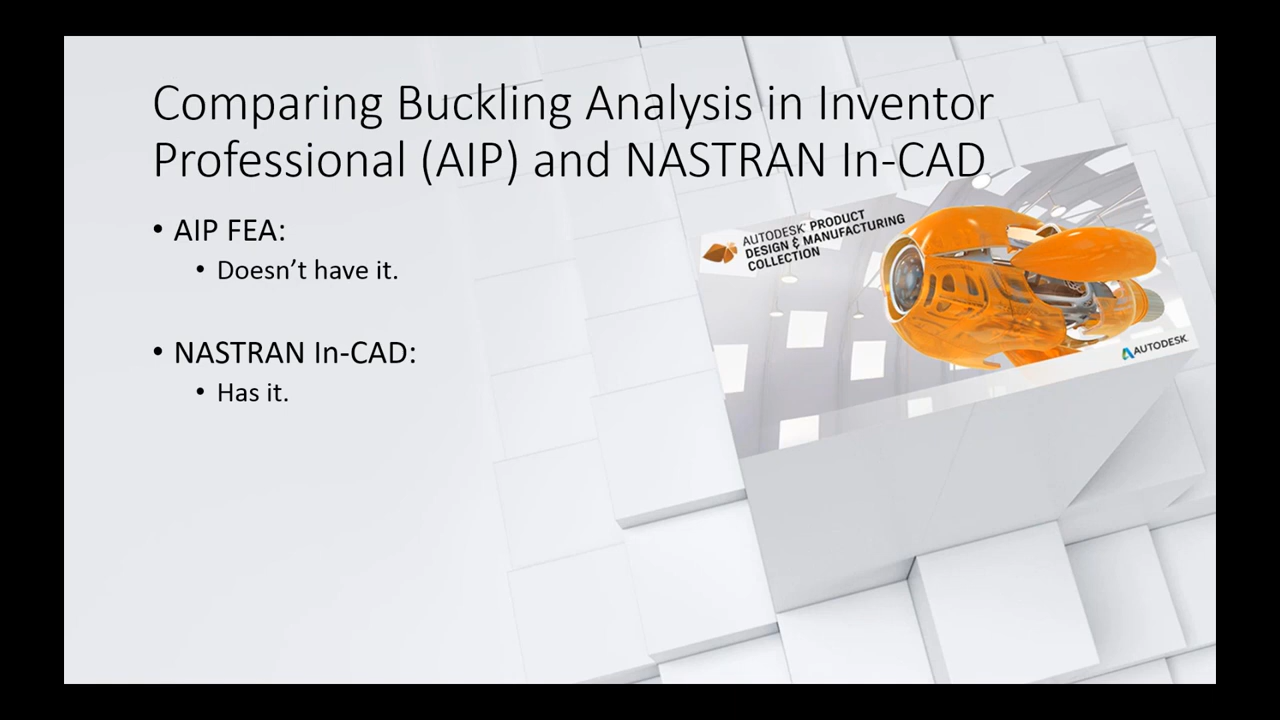 Comparing Buckling Analysis in Inventor
Professional (AIP) and NASTRAN In-CAD
• AIP FEA:
• Doesn’t have it.
• NASTRAN In-CAD:
• Has it.
AUTODESK® PRODUCT
DESIGN & MANUFACTURING
COLLECTION
AUTODESK.